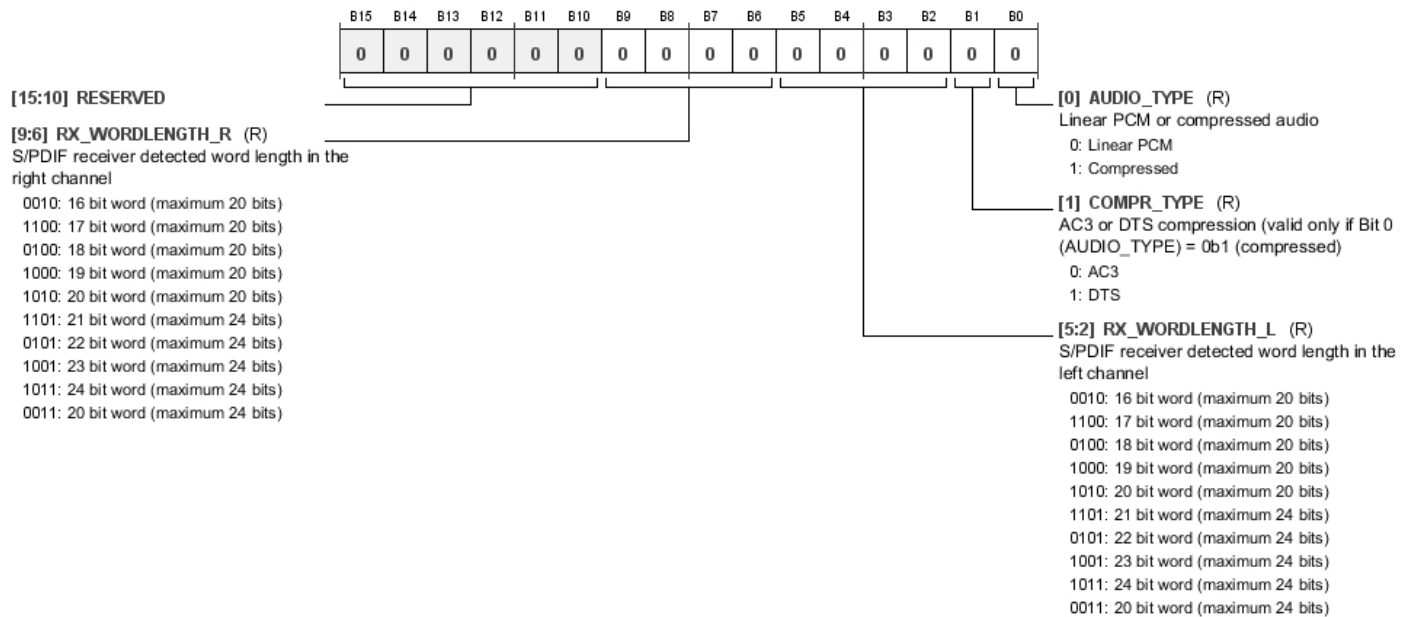 B15 B14 B13 B12 B11 B10 B9 B8 B7 B6 B5 B4 B3 B2 B1 B0
0 0 0 0 0 0 0 0 0 0 0 0 0 0 0 0
[15:10] RESERVED
[9:6] RX_WORDLENGTH_R (R)
S/PDIF receiver detected word length in the
right channel
0010: 16 bit word (maximum 20 bits)
1100: 17 bit word (maximum 20 bits)
0100: 18 bit word (maximum 20 bits)
1000: 19 bit word (maximum 20 bits)
1010: 20 bit word (maximum 20 bits)
1101: 21 bit word (maximum 24 bits)
0101: 22 bit word (maximum 24 bits)
1001: 23 bit word (maximum 24 bits)
1011: 24 bit word (maximum 24 bits)
0011: 20 bit word (maximum 24 bits)
[0] AUDIO_TYPE (R)
Linear PCM or compressed audio
0: Linear PCM
1: Compressed
[1] COMPR_TYPE (R)
AC3 or DTS compression (valid only if Bit 0
(AUDIO_TYPE) = 0b1 (compressed)
0: AC3
1: DTS
[5:2] RX_WORDLENGTH_L (R)
S/PDIF receiver detected word length in the
left channel
0010: 16 bit word (maximum 20 bits)
1100: 17 bit word (maximum 20 bits)
0100: 18 bit word (maximum 20 bits)
1000: 19 bit word (maximum 20 bits)
1010: 20 bit word (maximum 20 bits)
1101: 21 bit word (maximum 24 bits)
0101: 22 bit word (maximum 24 bits)
1001: 23 bit word (maximum 24 bits)
1011: 24 bit word (maximum 24 bits)
0011: 20 bit word (maximum 24 bits)